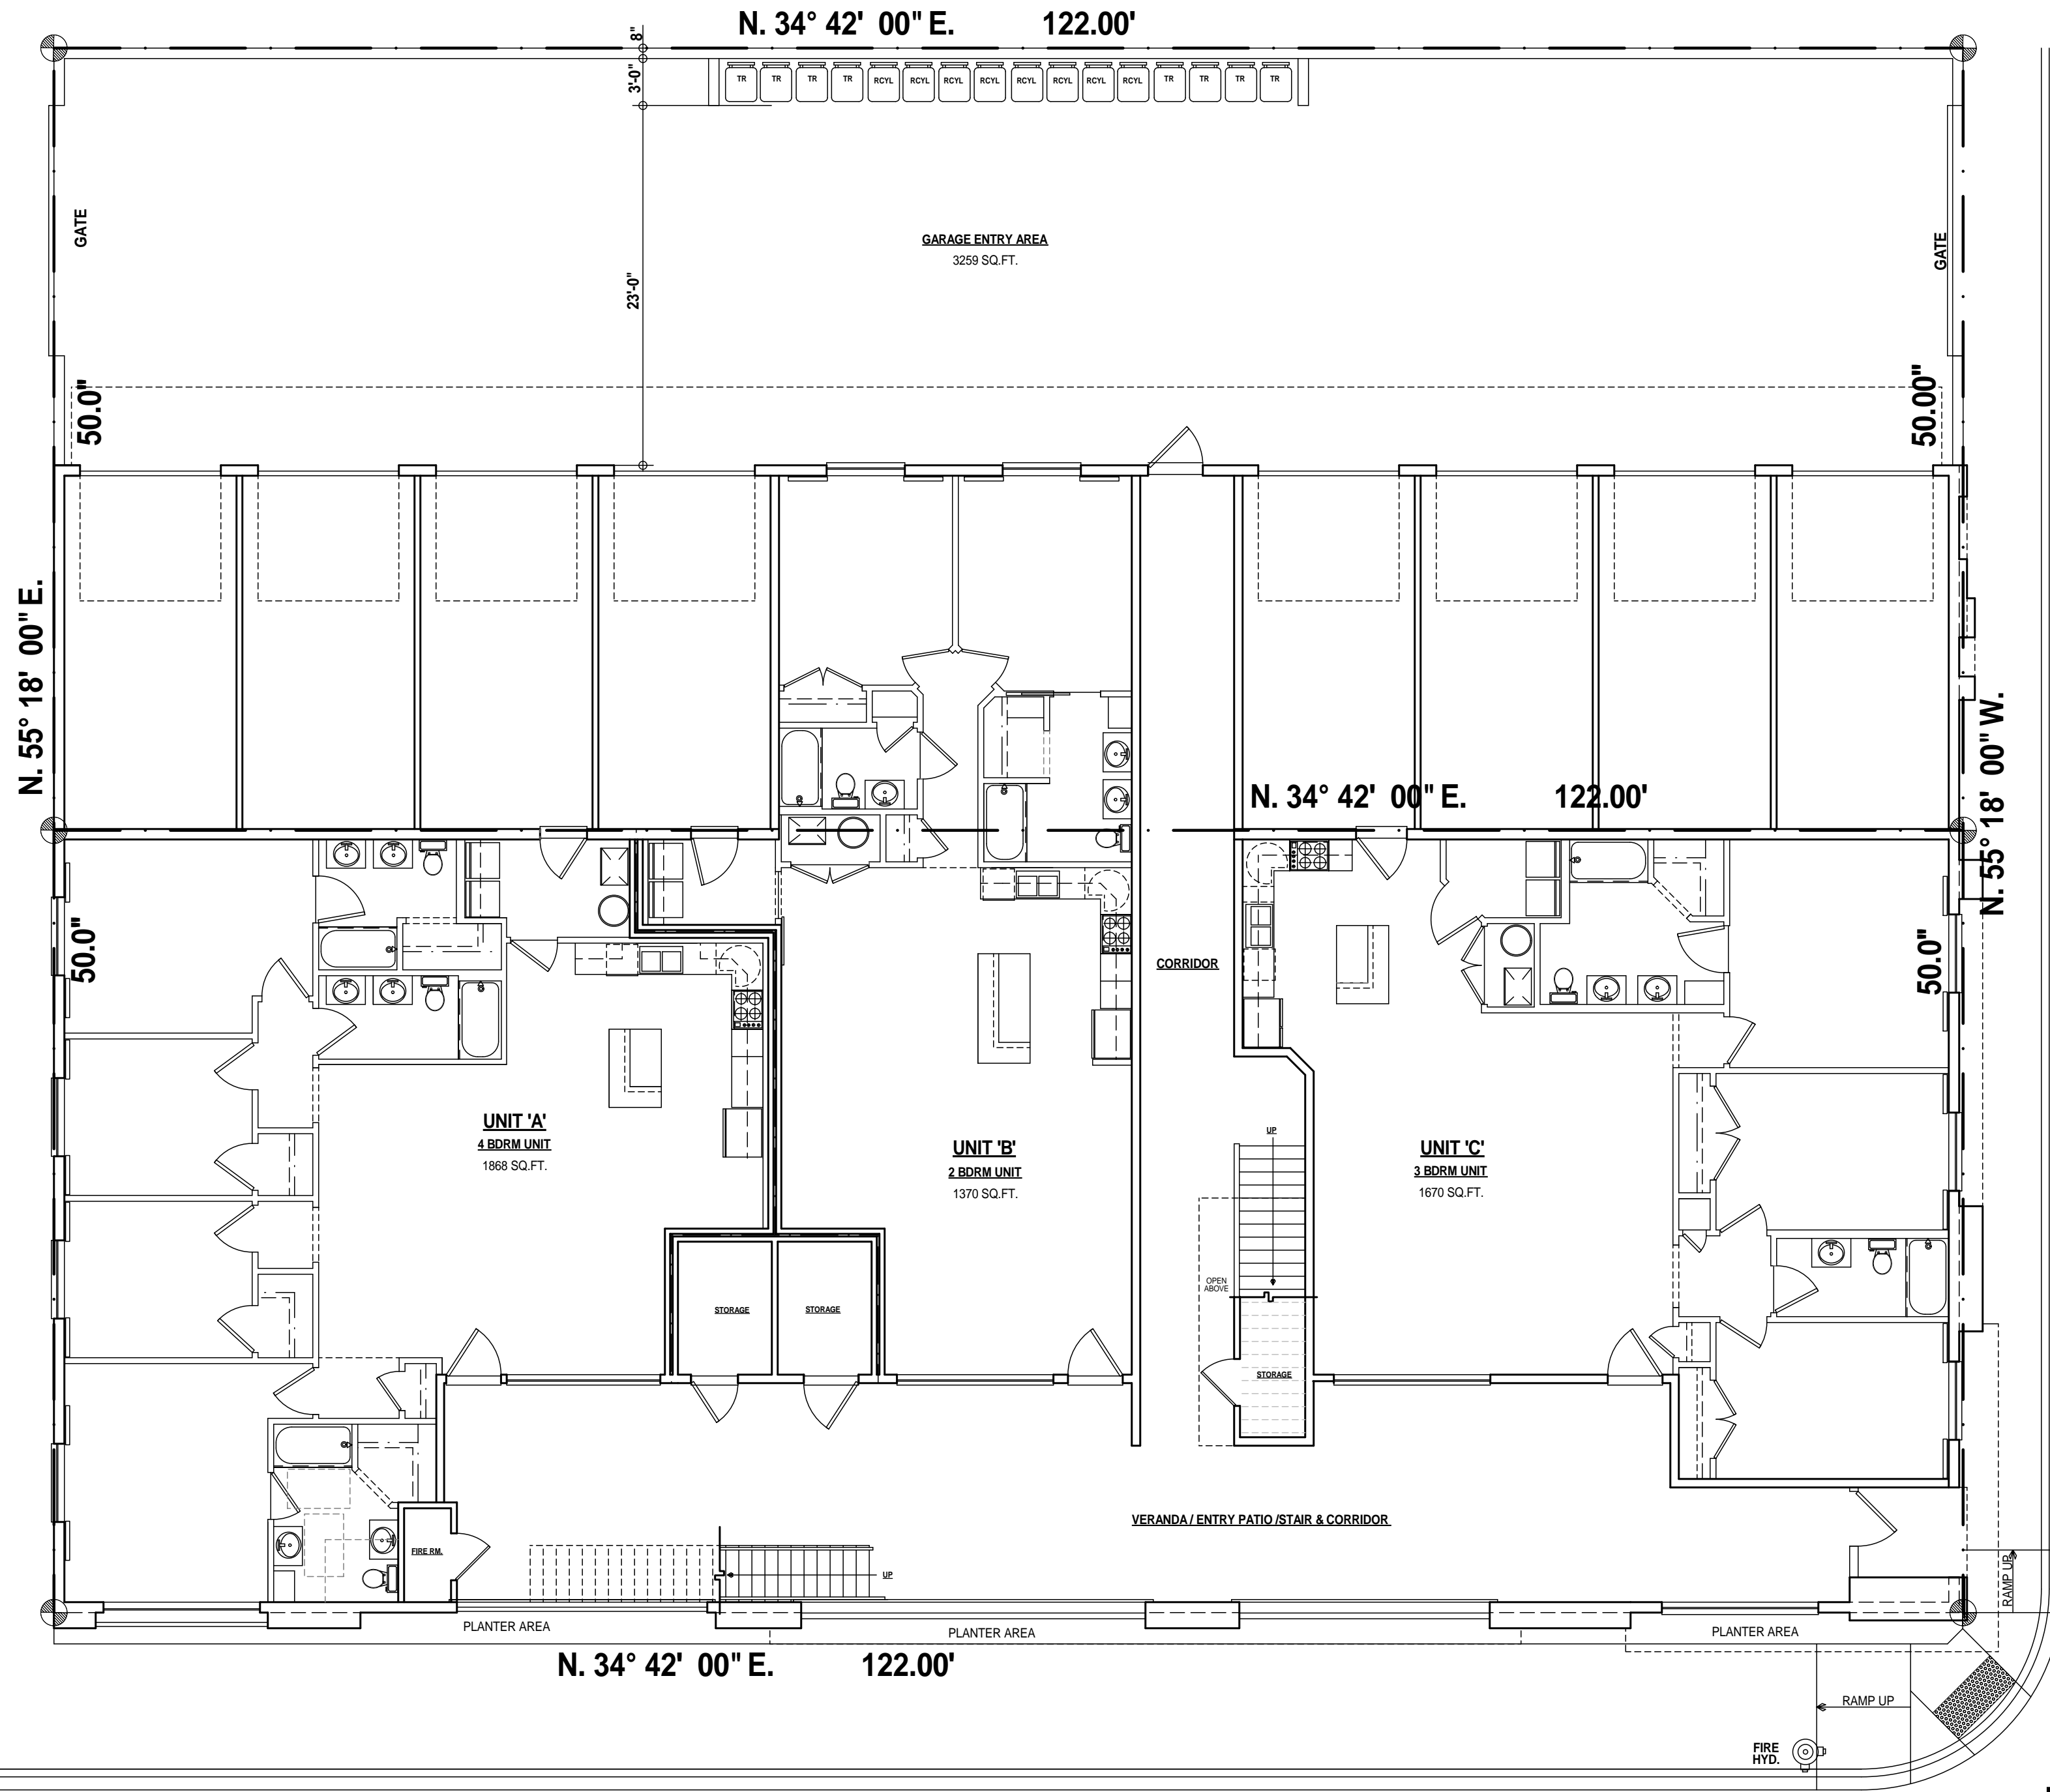 N. 34° 42' 00" E. 122.00'
8"
3'-0"
TR TR TR TR RCYL RCYL RCYL RCYL RCYL RCYL RCYL RCYL TR TR TR TR
GATE
GARAGE ENTRY AREA
3259 SQ.FT.
GATE
23'-0"
50.0"
50.00"
N. 55° 18' 00" E.
N. 55° 18' 00" W.
N. 34° 42' 00" E. 122.00'
50.0"
50.0"
CORRIDOR
UNIT 'A'
4 BDRM UNIT
1868 SQ.FT.
UNIT 'B'
2 BDRM UNIT
1370 SQ.FT.
UP
UNIT 'C'
3 BDRM UNIT
1670 SQ.FT.
OPEN
ABOVE
STORAGE
STORAGE
STORAGE
VERANDA / ENTRY PATIO /STAIR & CORRIDOR
FIRE RM.
UP
RAMP UP
PLANTER AREA
PLANTER AREA
PLANTER AREA
N. 34° 42' 00" E. 122.00'
RAMP UP
FIRE
HYD.